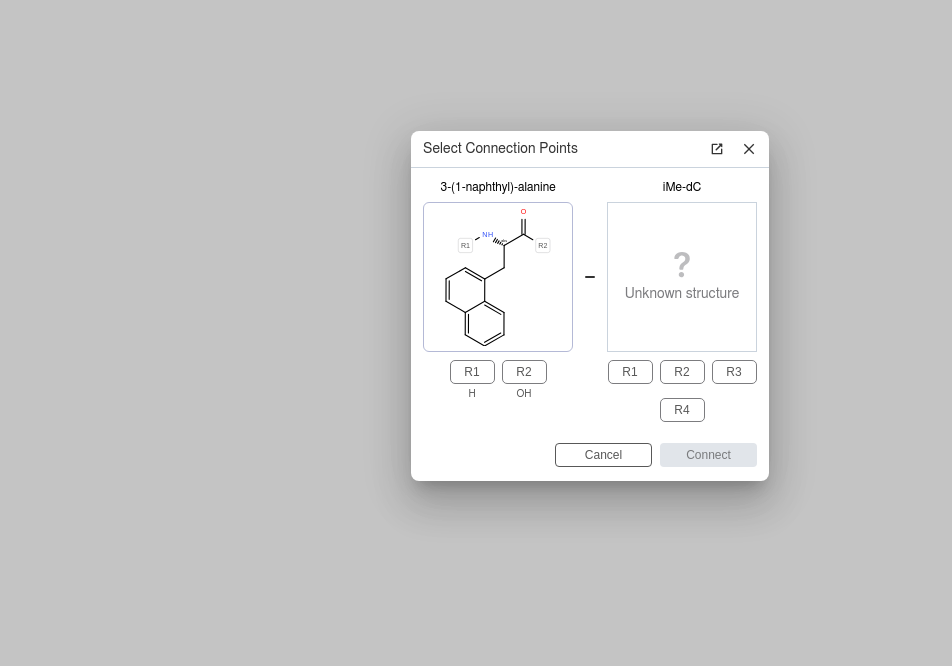 Select Connection Points
3-(1-naphthyl)-alanine
iMe-dC
O
NH
R1
R2
?
Unknown structure
R1
R2
R1
R2
R3
H
OH
R4
Cancel
Connect